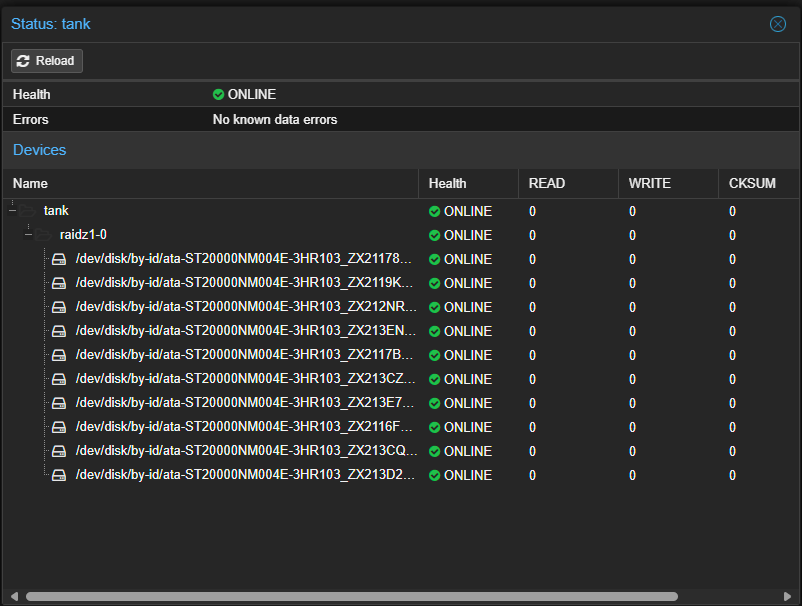 Status: tank
Reload
Health ONLINE
Errors No known data errors
Devices
Name Health READ WRITE CKSUM
tank ONLINE 0 0 0
raidz1-0 ONLINE 0 0 0
/dev/disk/by-id/ata-ST20000NM004E-3HR103_ZX21178... ONLINE 0 0 0
/dev/disk/by-id/ata-ST20000NM004E-3HR103_ZX2119K... ONLINE 0 0 0
/dev/disk/by-id/ata-ST20000NM004E-3HR103_ZX212NR... ONLINE 0 0 0
/dev/disk/by-id/ata-ST20000NM004E-3HR103_ZX213EN... ONLINE 0 0 0
/dev/disk/by-id/ata-ST20000NM004E-3HR103_ZX2117B... ONLINE 0 0 0
/dev/disk/by-id/ata-ST20000NM004E-3HR103_ZX213CZ... ONLINE 0 0 0
/dev/disk/by-id/ata-ST20000NM004E-3HR103_ZX213E7... ONLINE 0 0 0
/dev/disk/by-id/ata-ST20000NM004E-3HR103_ZX2116F... ONLINE 0 0 0
/dev/disk/by-id/ata-ST20000NM004E-3HR103_ZX213CQ... ONLINE 0 0 0
/dev/disk/by-id/ata-ST20000NM004E-3HR103_ZX213D2... ONLINE 0 0 0